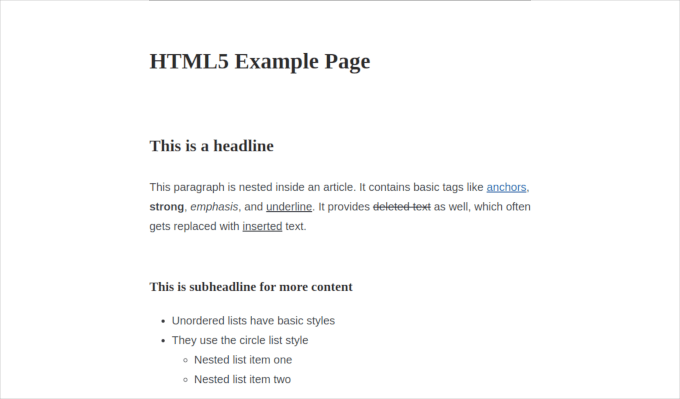 HTML5 Example Page
This is a headline
This paragraph is nested inside an article. It contains basic tags like anchors,
strong, emphasis, and underline. It provides deleted text as well, which often
gets replaced with inserted text.
This is subheadline for more content
Unordered lists have basic styles
They use the circle list style
Nested list item one
Nested list item two